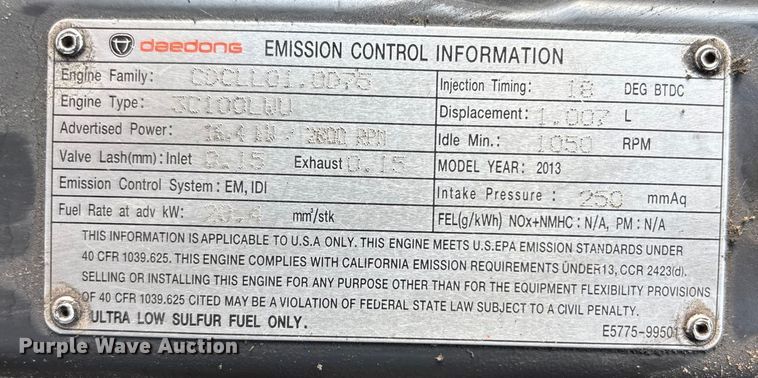 daedong EMISSION CONTROL INFORMATION
Engine Family: CDCLL01.0D75
Engine Type: 3C100LWU
Advertised Power: 16.4 kW / 2800 RPM
Valve Lash(mm): Inlet 0.15 Exhaust 0.15
Emission Control System : EM, IDI
Fuel Rate at adv kW: mm³/stk
Injection Timing: 18 DEG BTDC
Displacement: 1.007 L
Idle Min.: 1050 RPM
MODEL YEAR: 2013
Intake Pressure : 250 mmAq
FEL(g/kWh) NOx+NMHC : N/A, PM : N/A
THIS INFORMATION IS APPLICABLE TO U.S.A ONLY. THIS ENGINE MEETS U.S.EPA EMISSION STANDARDS UNDER
40 CFR 1039.625. THIS ENGINE COMPLIES WITH CALIFORNIA EMISSION REQUIREMENTS UNDER13, CCR 2423(d).
SELLING OR INSTALLING THIS ENGINE FOR ANY PURPOSE OTHER THAN FOR THE EQUIPMENT FLEXIBILITY PROVISIONS
OF 40 CFR 1039.625 CITED MAY BE A VIOLATION OF FEDERAL STATE LAW SUBJECT TO A CIVIL PENALTY.
ULTRA LOW SULFUR FUEL ONLY.
Purple Wave Auction